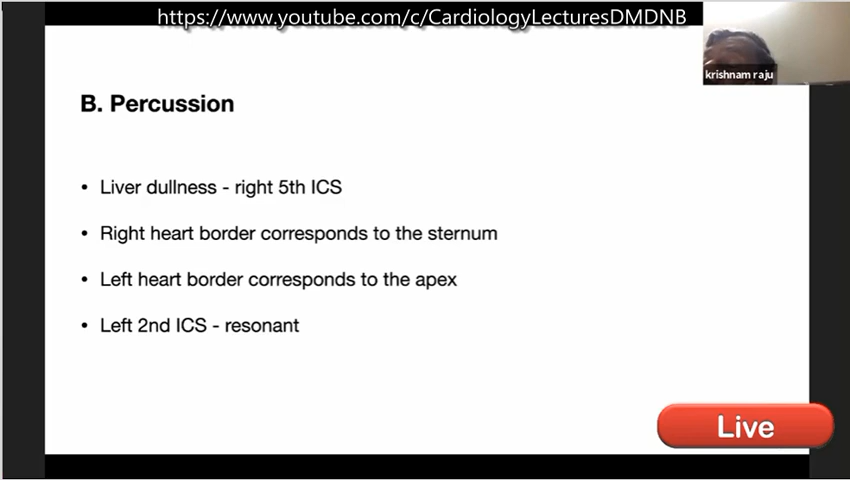 https://www.youtube.com/c/CardiologyLecturesDMDNB
krishnam raju
B. Percussion
• Liver dullness - right 5th ICS
• Right heart border corresponds to the sternum
• Left heart border corresponds to the apex
• Left 2nd ICS - resonant
Live